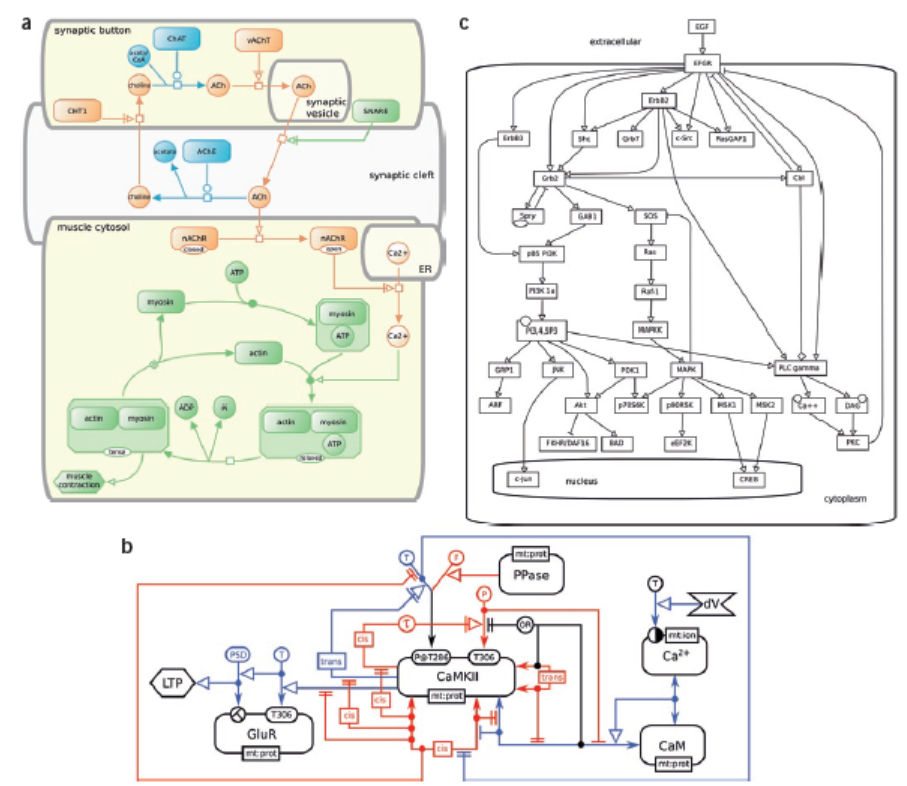 a
synaptic button
ChAT
vAChT
acetyl
CoA
choline
ACh
ACh
synaptic
vesicle
CHT1
SNARE
acetate
AChE
synaptic cleft
choline
ACh
muscle cytosol
nAChR
closed
nAChR
open
Ca2+
ER
ATP
myosin
myosin
ATP
Ca2+
actin
actin
myosin
ADP
Pi
actin
myosin
ATP
tense
relaxed
muscle
contraction
c
EGF
extracellular
EFGR
ErbB2
ErbB3
Shc
Grb7
c-Src
RasGAP1
Grb2
Cbl
Spry
GAB1
SOS
p85 PI3K
Ras
PI3K 1a
Raf-1
PI3,4,5P3
MAPKK
GRP1
JNK
PDK1
MAPK
PLC gamma
ARF
Akt
p70S6K
p90RSK
MSK1
MSK2
Ca++
DAG
FKHR/DAF16
BAD
eEF2K
PKC
c-Jun
nucleus
CREB
cytoplasm
b
T
F
mt:prot
PPase
P
T
dV
τ
OR
cis
mt:ion
Ca2+
PSD
T
trans
P@T286
T306
CaMKII
mt:prot
trans
LTP
T306
GluR
mt:prot
cis
cis
cis
CaM
mt:prot